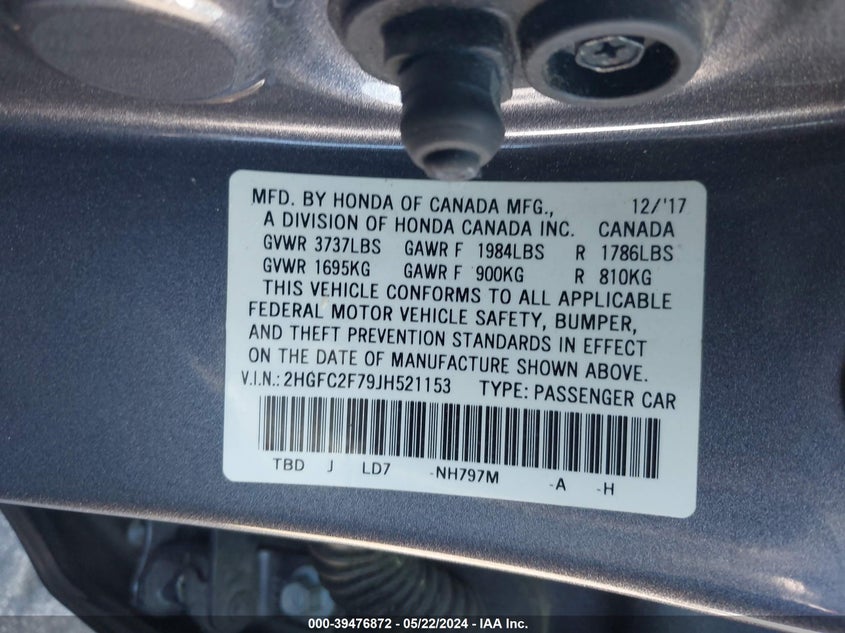 MFD. BY HONDA OF CANADA MFG., 12/'17
A DIVISION OF HONDA CANADA INC. CANADA
GVWR 3737LBS GAWR F 1984LBS R 1786LBS
GVWR 1695KG GAWR F 900KG R 810KG
THIS VEHICLE CONFORMS TO ALL APPLICABLE
FEDERAL MOTOR VEHICLE SAFETY, BUMPER,
AND THEFT PREVENTION STANDARDS IN EFFECT
ON THE DATE OF MANUFACTURE SHOWN ABOVE.
V.I.N.: 2HGFC2F79JH521153 TYPE: PASSENGER CAR
TBD J LD7 -NH797M -A -H
000-39476872 - 05/22/2024 - IAA Inc.